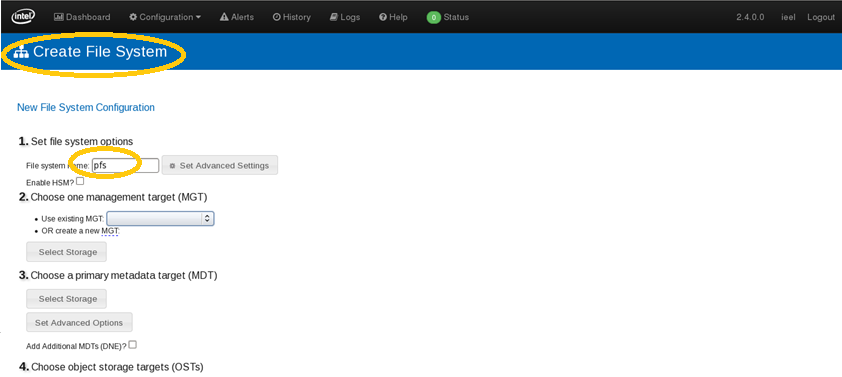 intel Dashboard Configuration Alerts History Logs Help 0 Status 2.4.0.0 ieel Logout
Create File System
New File System Configuration
1. Set file system options
File system name: pfs Set Advanced Settings
Enable HSM?
2. Choose one management target (MGT)
• Use existing MGT:
• OR create a new MGT:
Select Storage
3. Choose a primary metadata target (MDT)
Select Storage
Set Advanced Options
Add Additional MDTs (DNE)?
4. Choose object storage targets (OSTs)